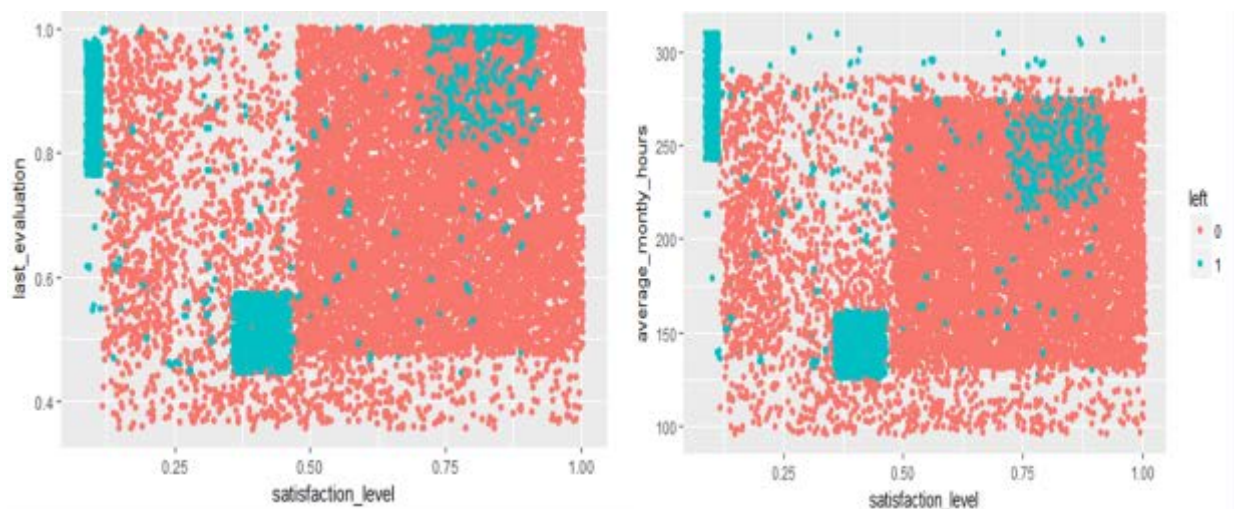 last_evaluation
1.0
0.8
0.6
0.4
0.25 0.50 0.75 1.00
satisfaction_level
average_montly_hours
300
250
200
150
100
0.25 0.50 0.75 1.00
satisfaction_level
left
0
1